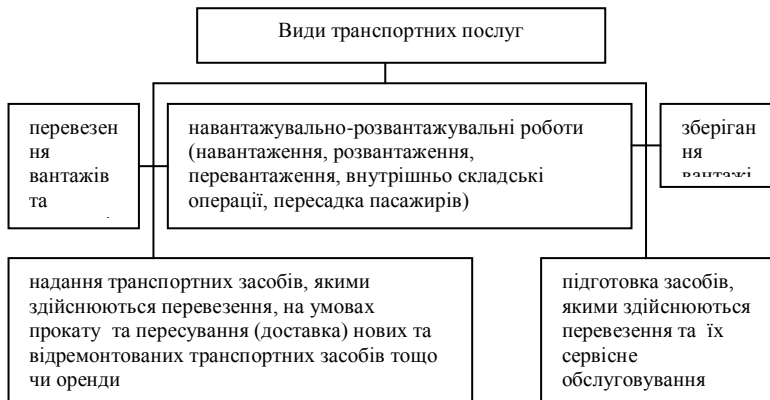 Види транспортних послуг
перевезен
ня
вантажів
та
навантажувально-розвантажувальні роботи
(навантаження, розвантаження,
перевантаження, внутрішньо складські
операції, пересадка пасажирів)
зберіган
ня
вантажі
надання транспортних засобів, якими
здійснюються перевезення, на умовах
прокату та пересування (доставка) нових та
відремонтованих транспортних засобів тощо
чи оренди
підготовка засобів,
якими здійснюються
перевезення та їх
сервісне
обслуговування